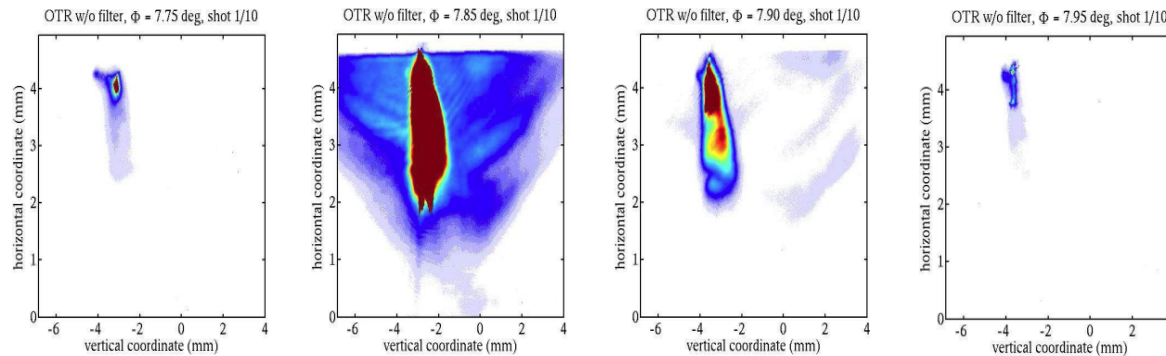 OTR w/o filter, Φ = 7.75 deg, shot 1/10
horizontal coordinate (mm)
4
3
2
1
0
-6 -4 -2 0 2 4
vertical coordinate (mm)
OTR w/o filter, Φ = 7.85 deg, shot 1/10
horizontal coordinate (mm)
4
3
2
1
0
-6 -4 -2 0 2 4
vertical coordinate (mm)
OTR w/o filter, Φ = 7.90 deg, shot 1/10
horizontal coordinate (mm)
4
3
2
1
0
-6 -4 -2 0 2 4
vertical coordinate (mm)
OTR w/o filter, Φ = 7.95 deg, shot 1/10
horizontal coordinate (mm)
4
3
2
1
0
-6 -4 -2 0 2
vertical coordinate (mm)